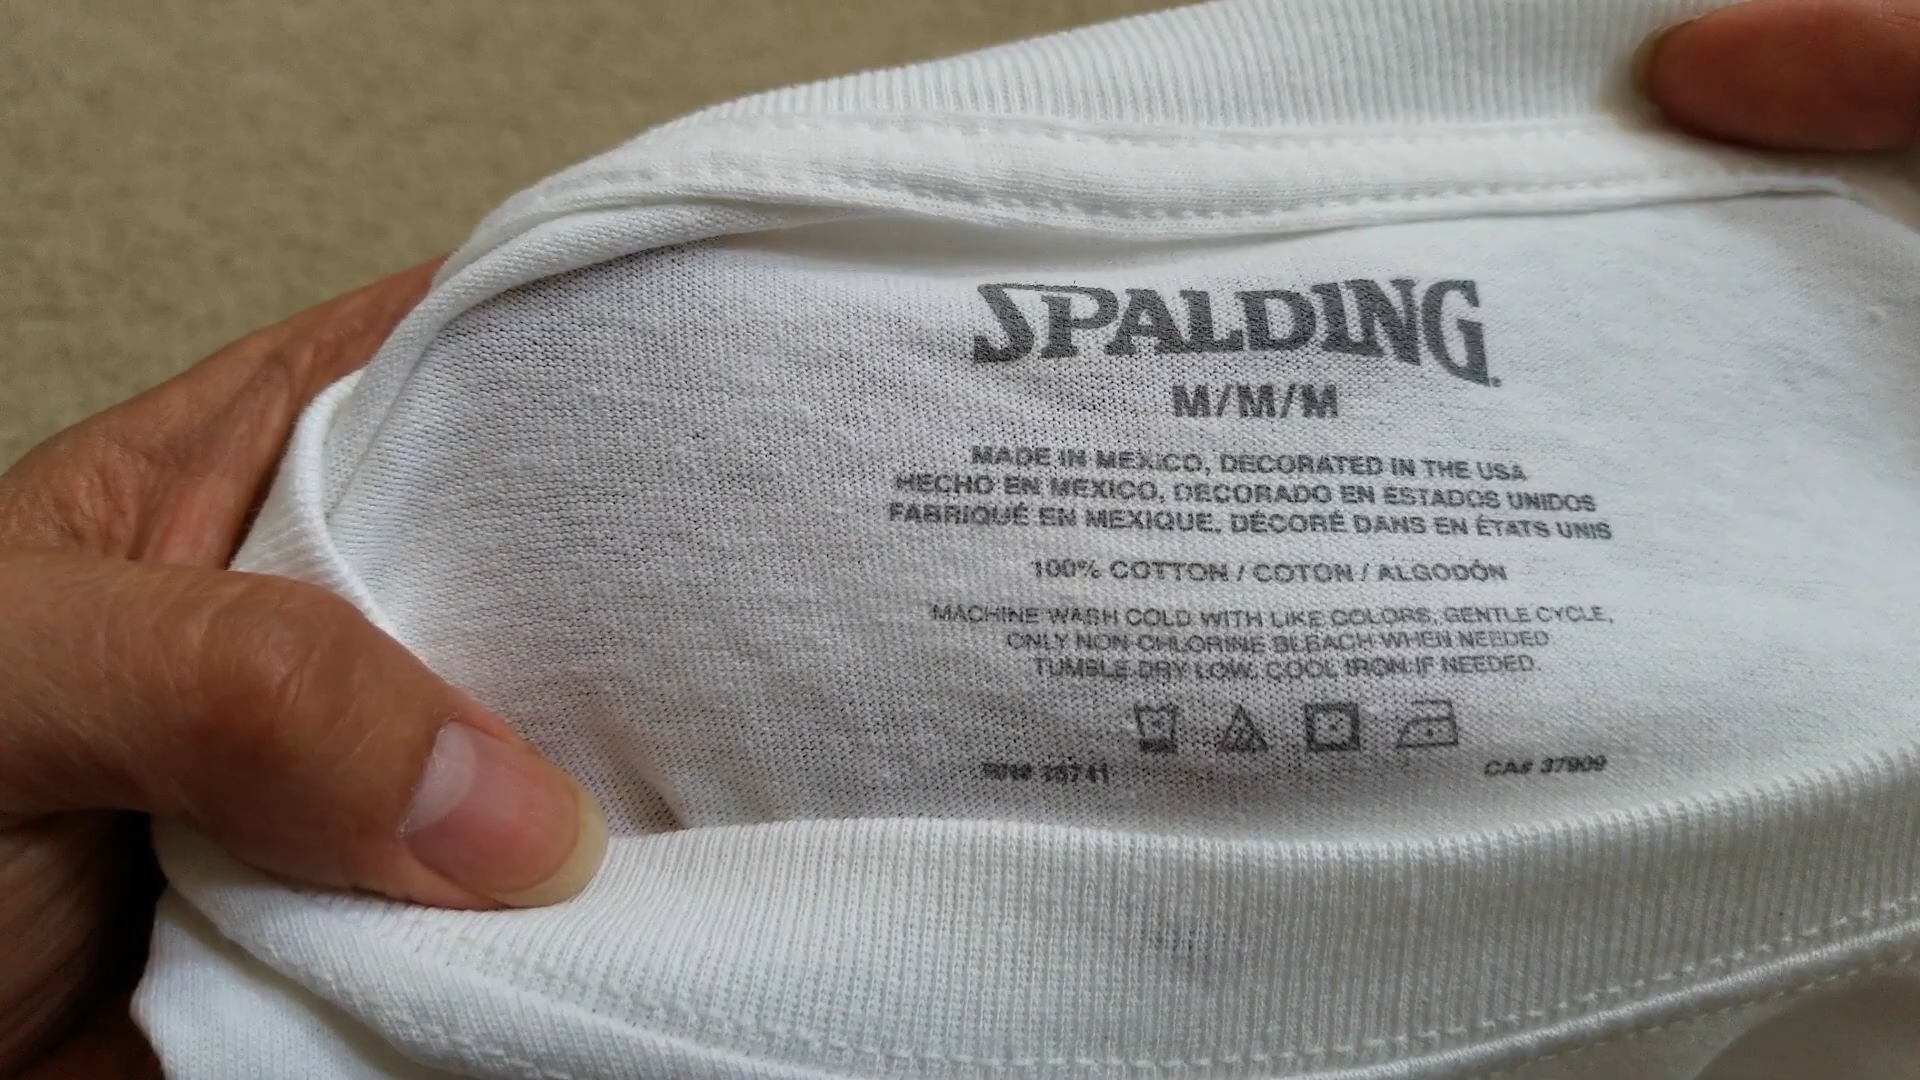 SPALDING
M/M/M
MADE IN MEXICO, DECORATED IN THE USA
HECHO EN MEXICO, DECORADO EN ESTADOS UNIDOS
FABRIQUÉ EN MEXIQUE, DÉCORÉ DANS EN ÉTATS UNIS
100% COTTON / COTON / ALGODÓN
MACHINE WASH COLD WITH LIKE COLORS, GENTLE CYCLE,
ONLY NON-CHLORINE BLEACH WHEN NEEDED
TUMBLE DRY LOW. COOL IRON IF NEEDED.
CA# 37909